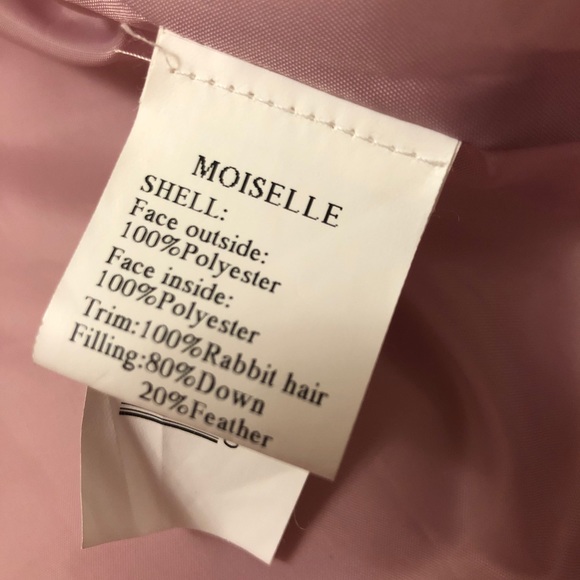 MOISELLE
SHELL:
Face outside:
100%Polyester
Face inside:
100%Polyester
Trim:100%Rabbit hair
Filling:80%Down
20%Feather